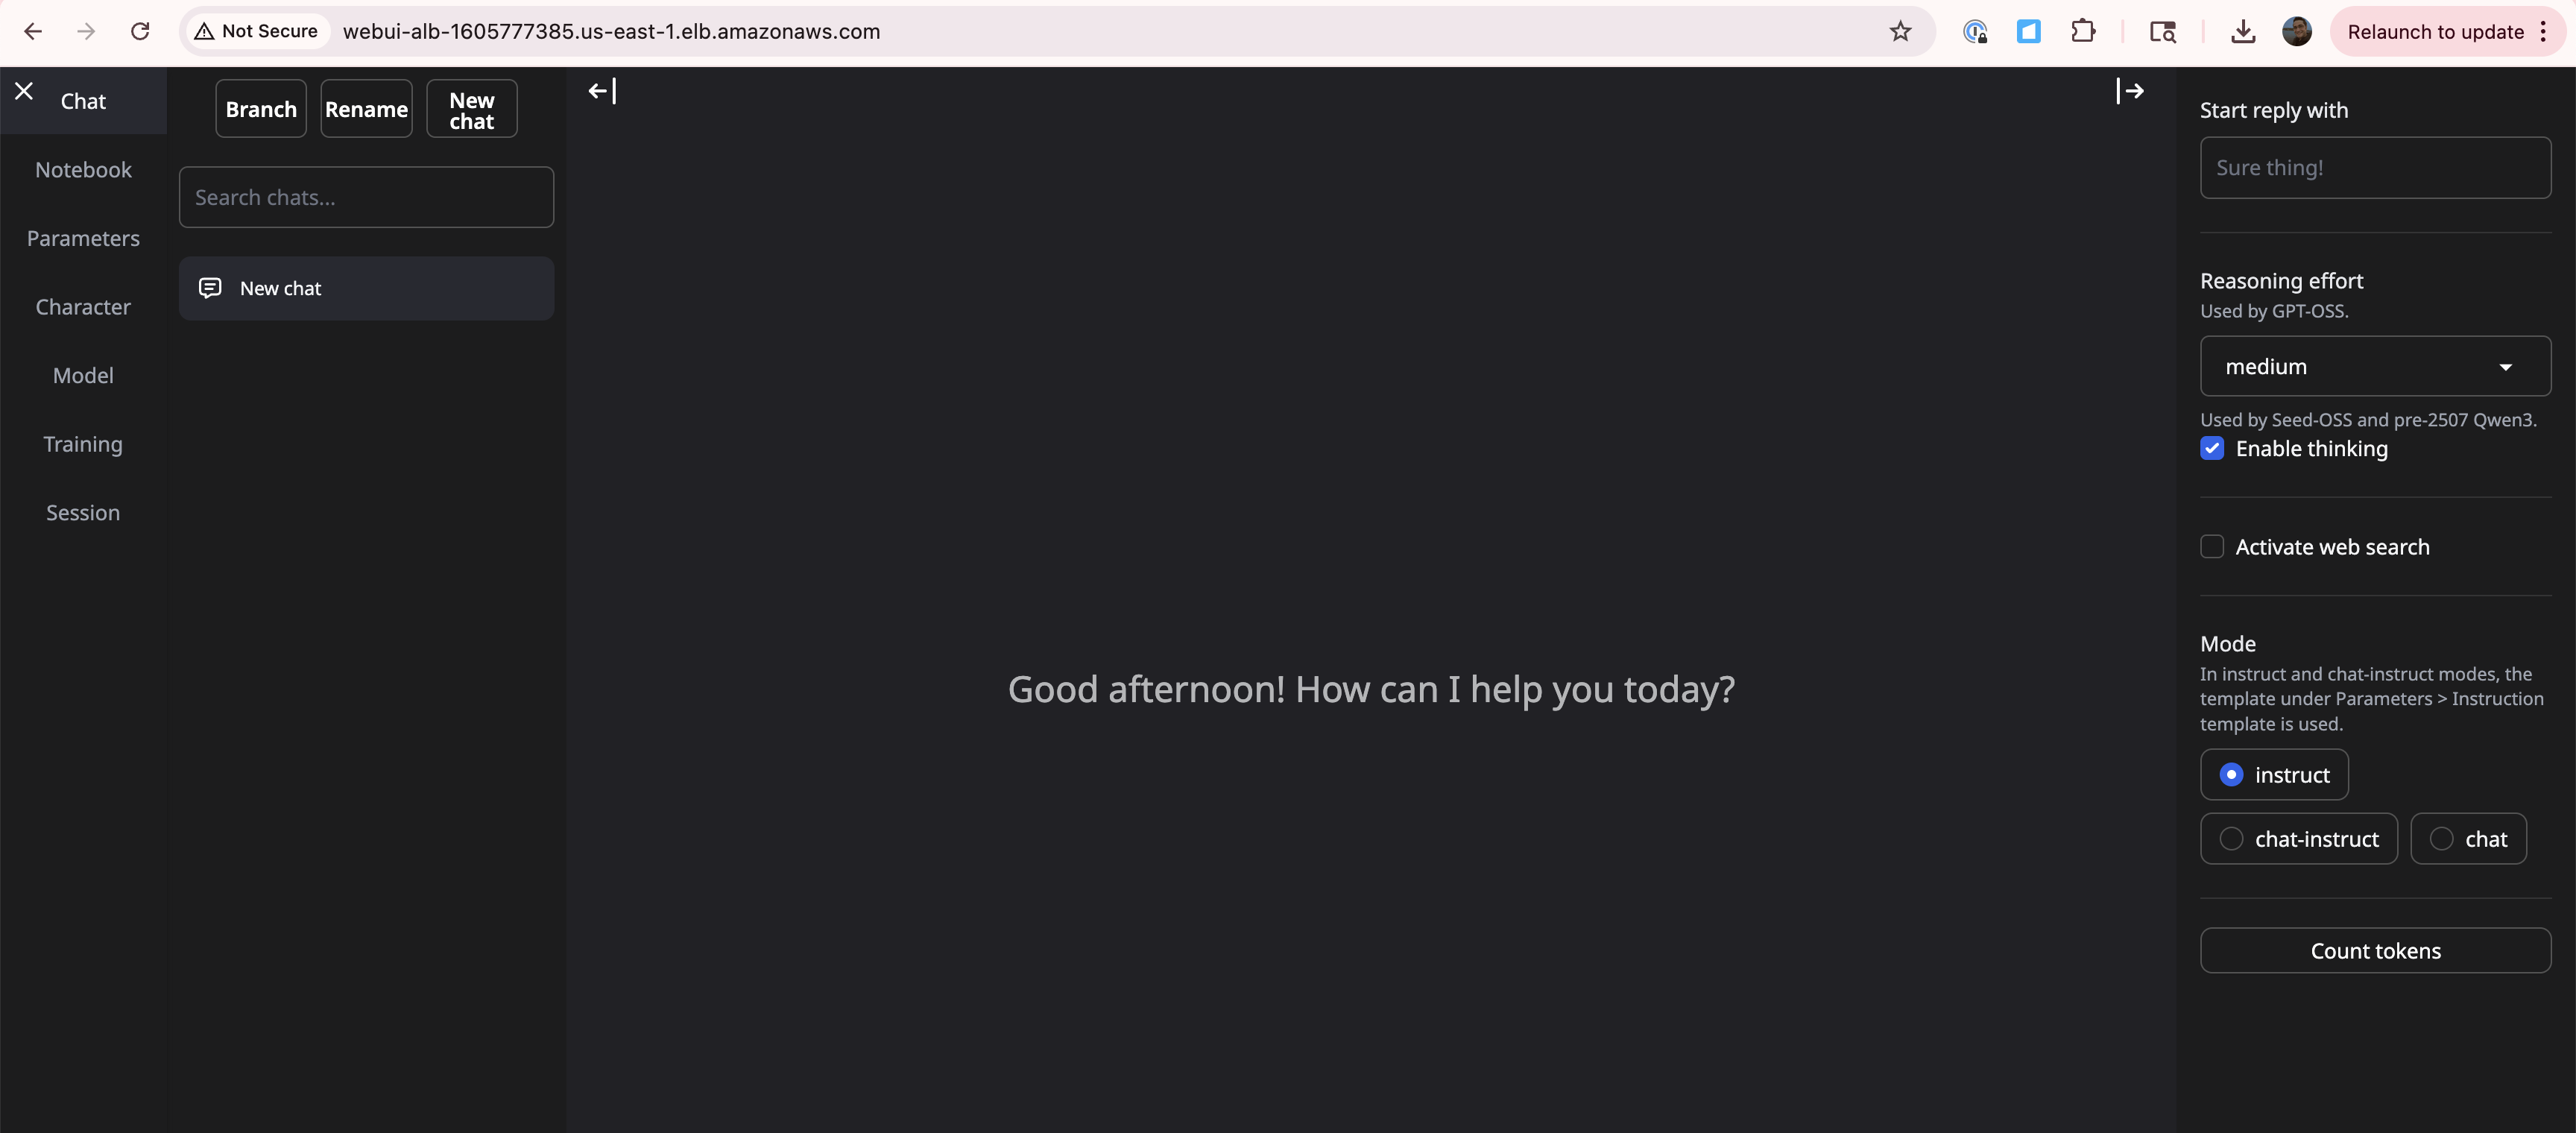 Not Secure
webui-alb-1605777385.us-east-1.elb.amazonaws.com
Relaunch to update
Chat
Notebook
Parameters
Character
Model
Training
Session
Branch
Rename
New
chat
Search chats...
New chat
Good afternoon! How can I help you today?
Start reply with
Sure thing!
Reasoning effort
Used by GPT-OSS.
medium
Used by Seed-OSS and pre-2507 Qwen3.
Enable thinking
Activate web search
Mode
In instruct and chat-instruct modes, the
template under Parameters > Instruction
template is used.
instruct
chat-instruct
chat
Count tokens